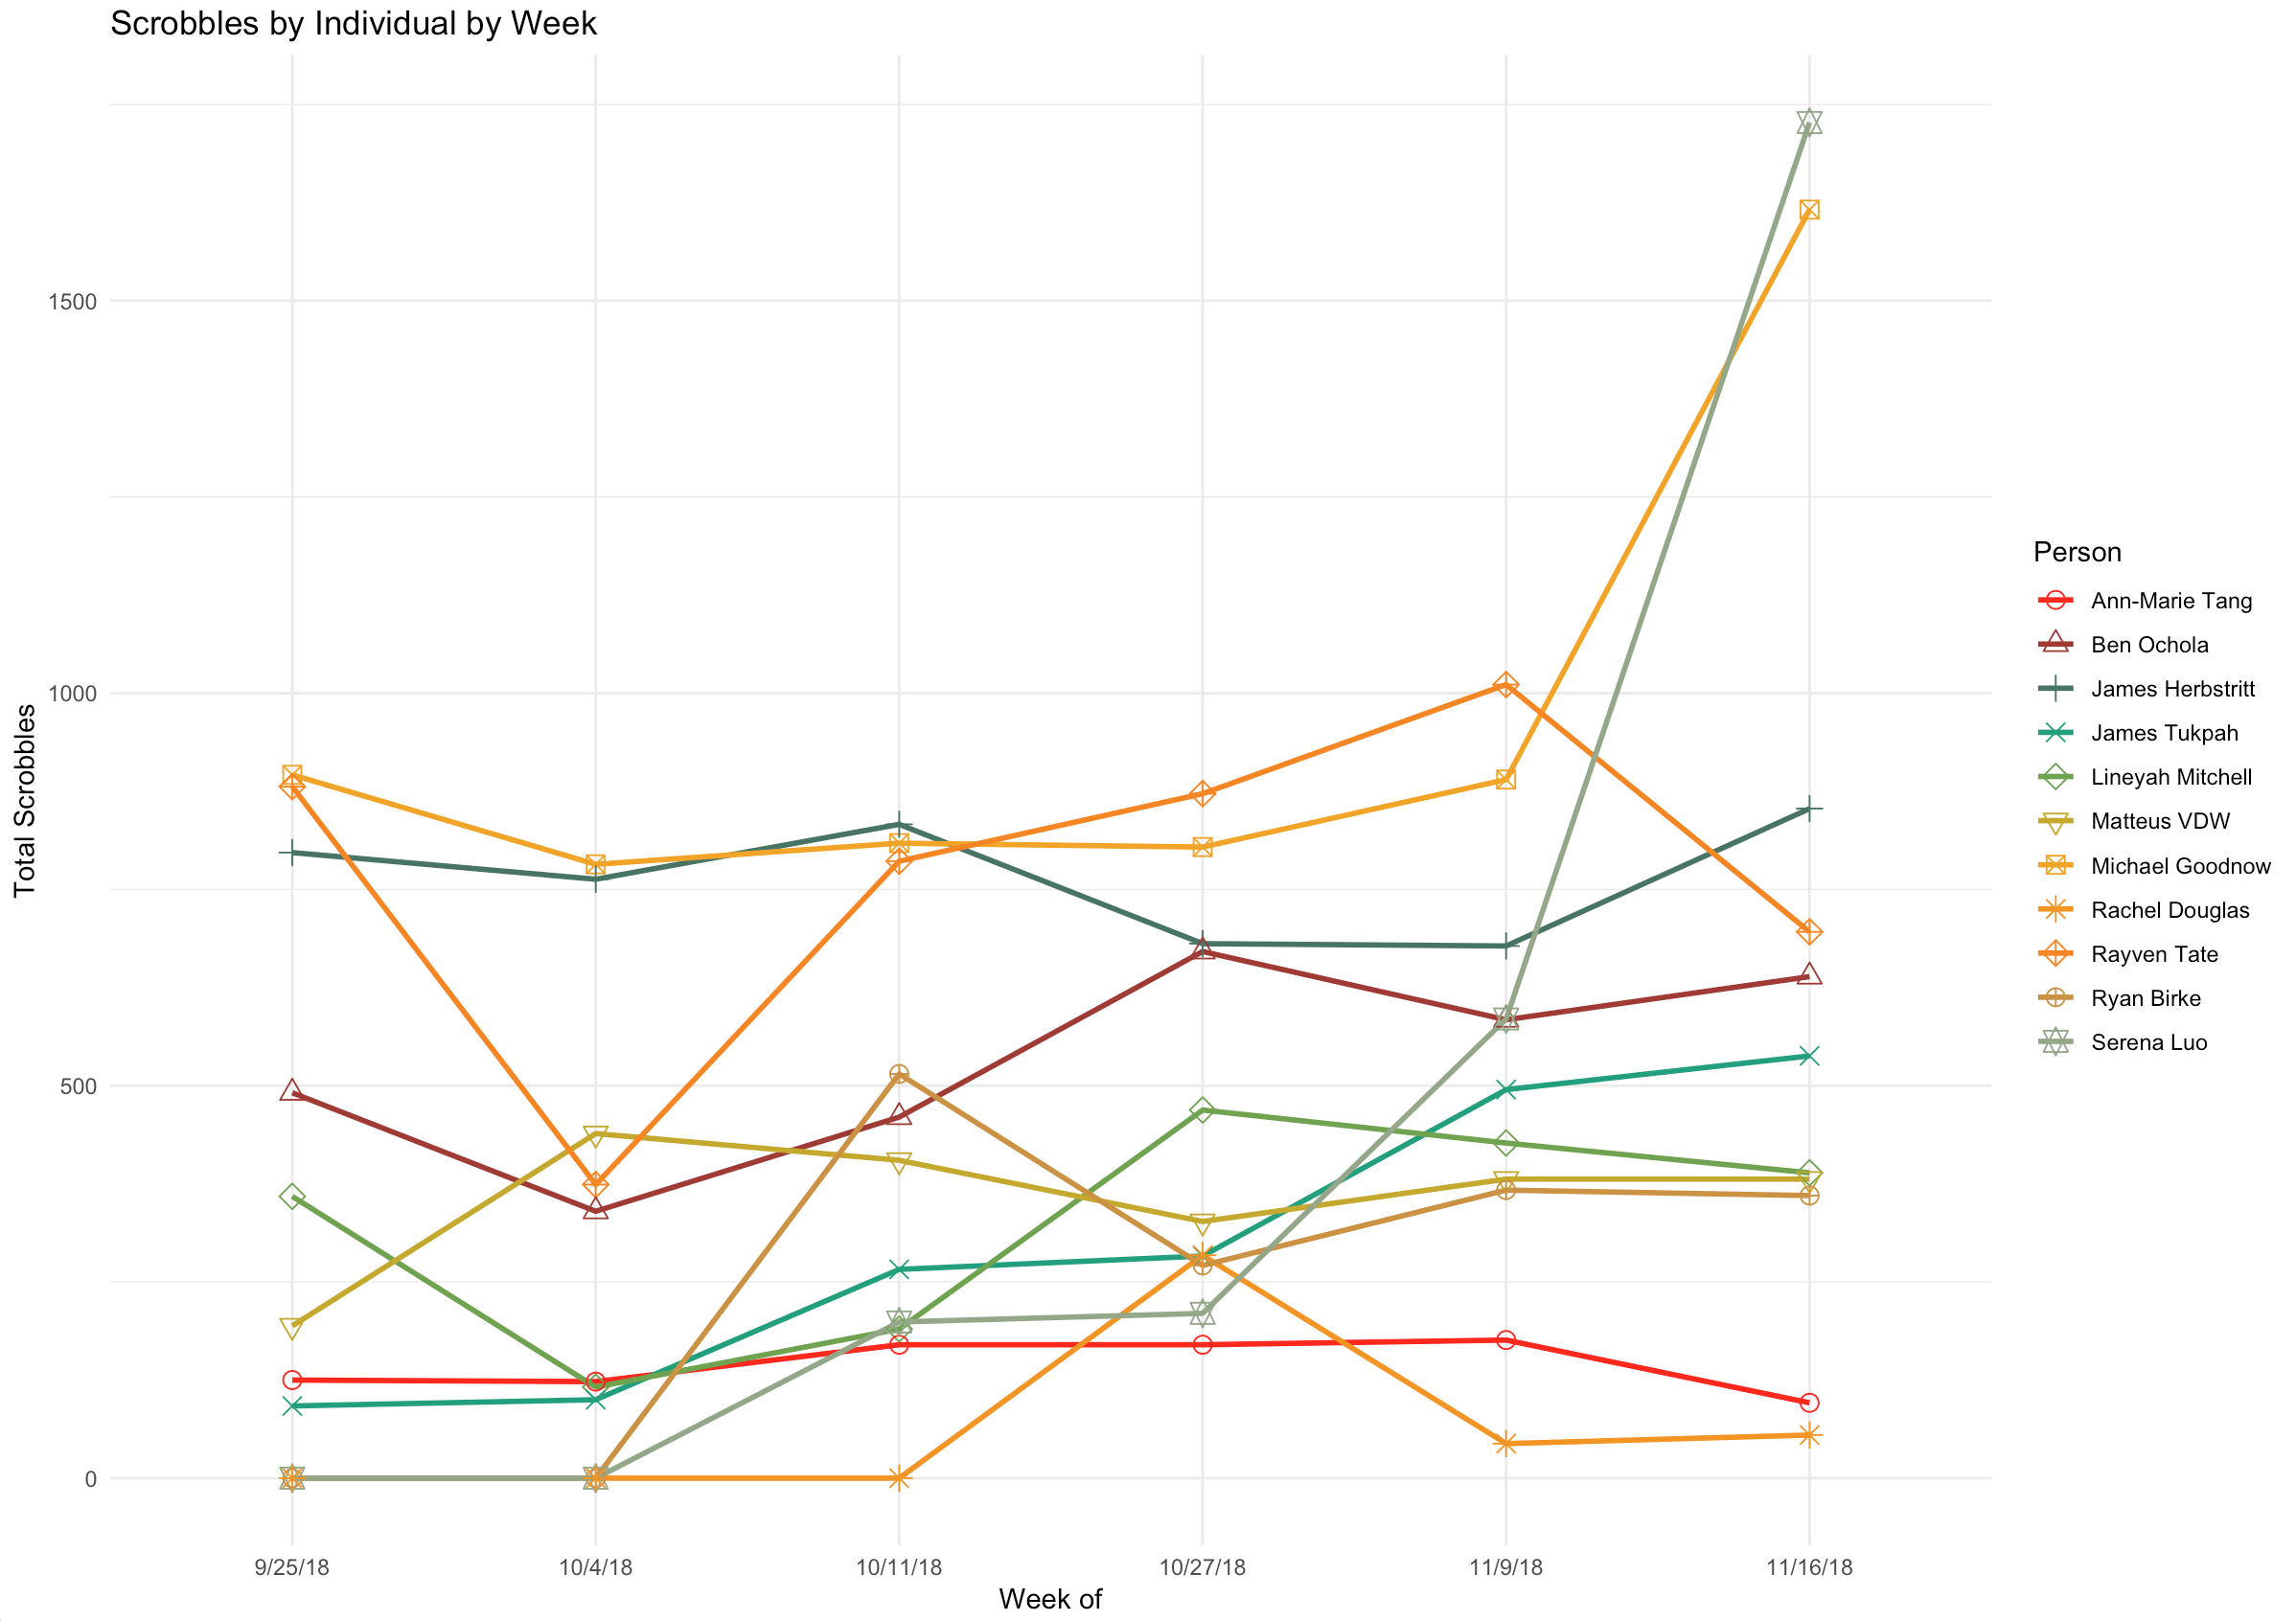 Scrobbles by Individual by Week
Total Scrobbles
1500
1000
500
0
9/25/18
10/4/18
10/11/18
10/27/18
11/9/18
11/16/18
Week of
Person
Ann-Marie Tang
Ben Ochola
James Herbstritt
James Tukpah
Lineyah Mitchell
Matteus VDW
Michael Goodnow
Rachel Douglas
Rayven Tate
Ryan Birke
Serena Luo